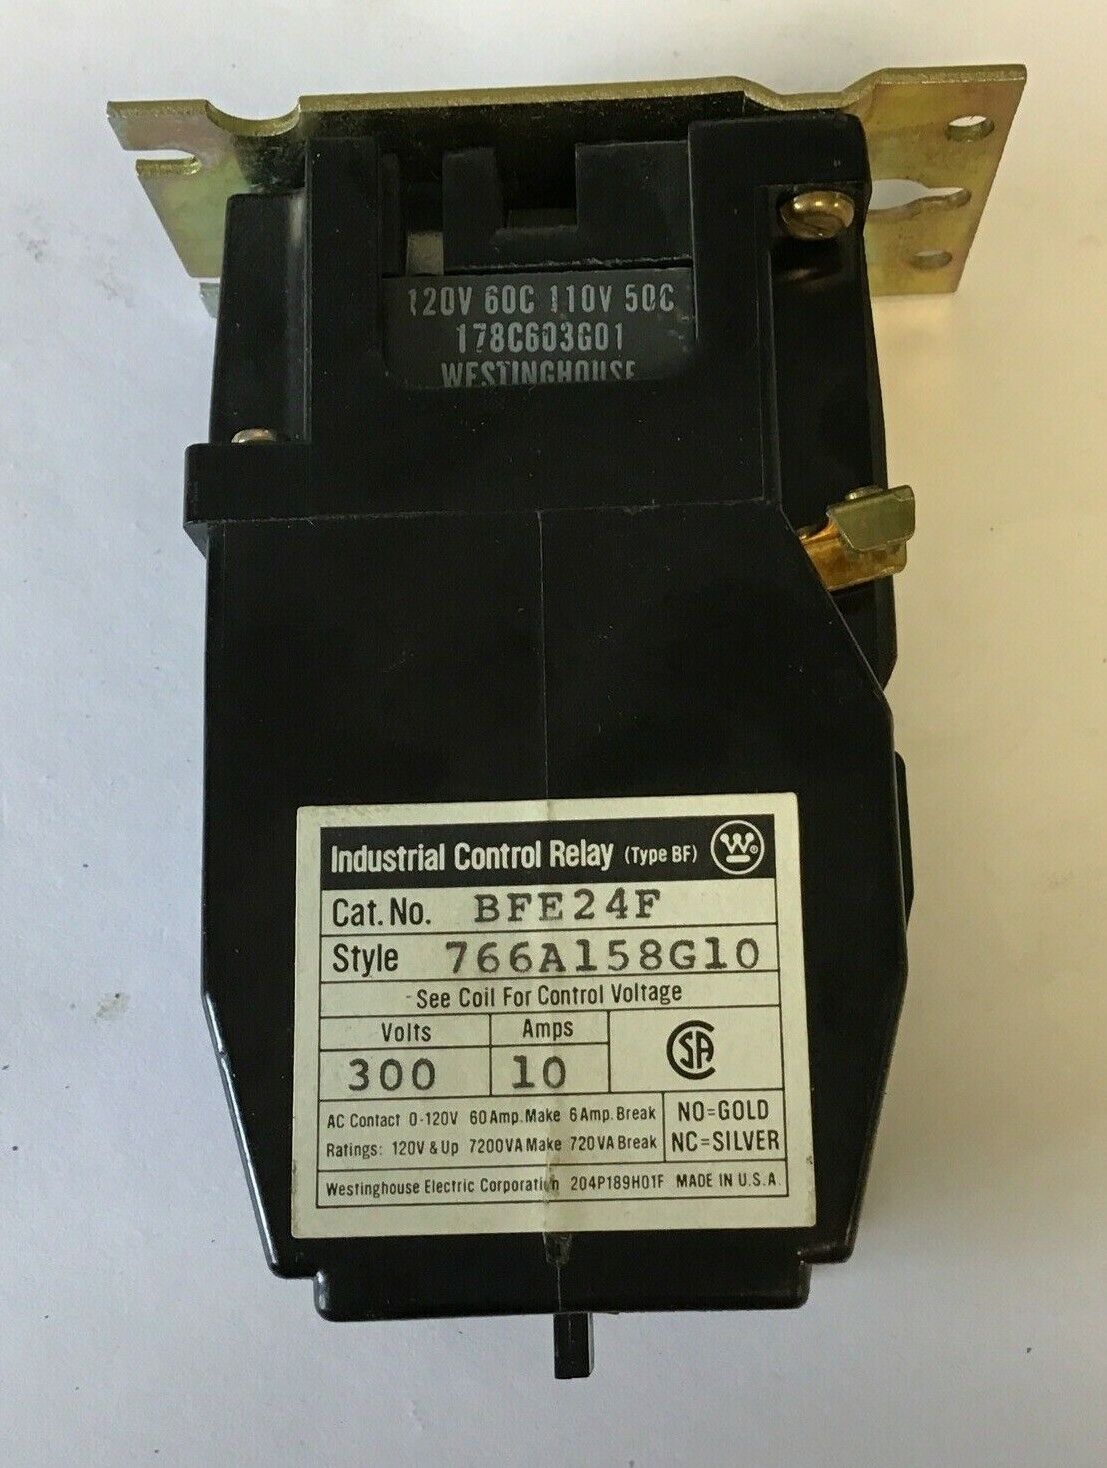 120V 60C 110V 50C
178C603G01
WESTINGHOUSE
Industrial Control Relay (Type BF) W ®
Cat. No. BFE24F
Style 766A158G10
See Coil For Control Voltage
Volts Amps
300 10 CSA
AC Contact 0-120V 60 Amp. Make 6 Amp. Break NO=GOLD
Ratings: 120V & Up 7200VA Make 720VA Break NC=SILVER
Westinghouse Electric Corporation 204P189H01F MADE IN U.S.A.